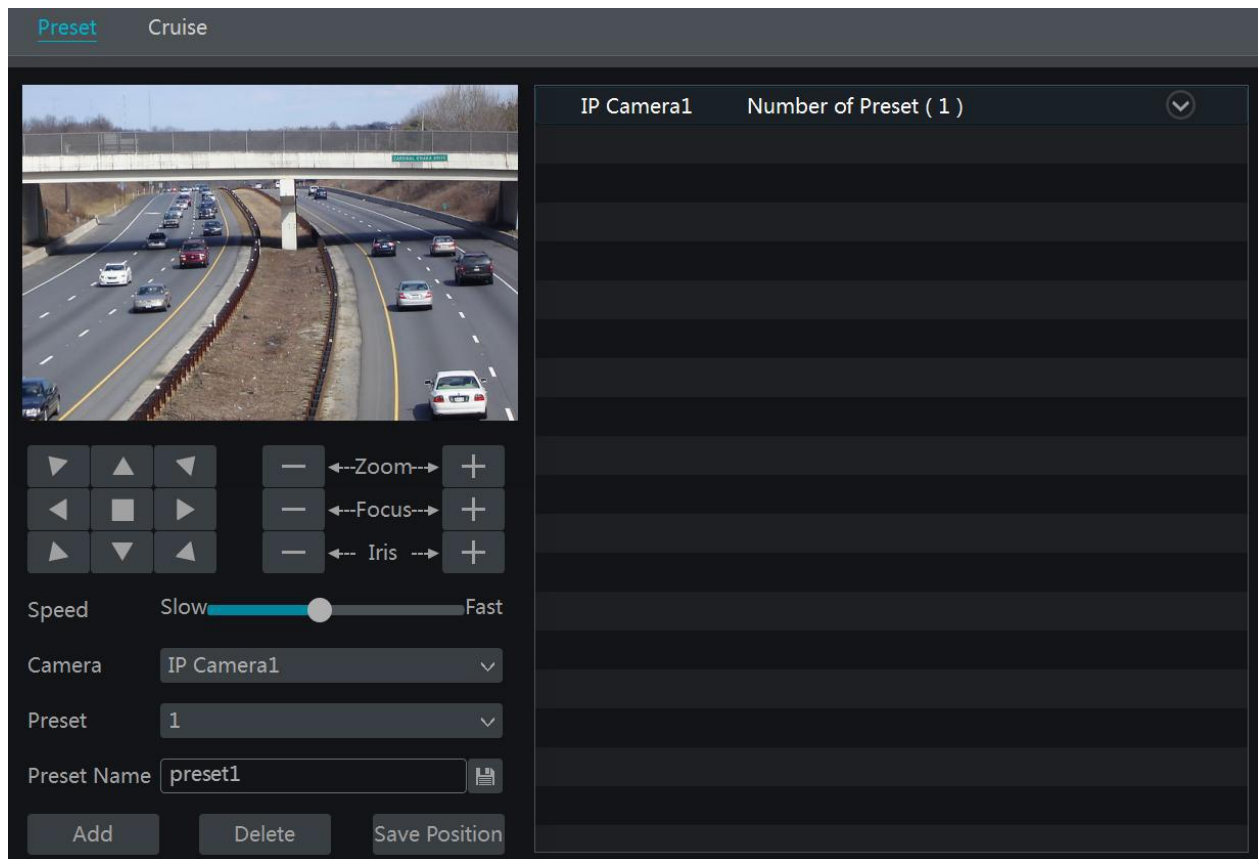 Preset Cruise
IP Camera1 Number of Preset ( 1 )
Zoom
Focus
Iris
Speed Slow Fast
Camera IP Camera1
Preset 1
Preset Name preset1
Add Delete Save Position